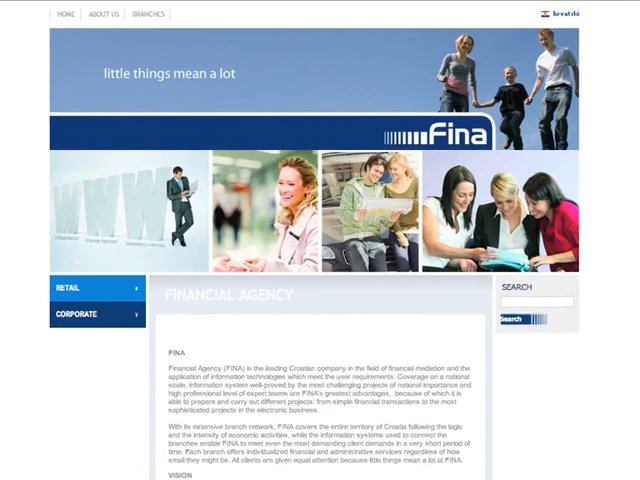 HOME ABOUT US BRANCHES hrvatski
little things mean a lot
Fina
WWW
RETAIL
CORPORATE
FINANCIAL AGENCY
SEARCH
Search
FINA
Financial Agency (FINA) is the leading Croatian company in the field of financial mediation and the
application of information technologies which meet the user requirements. Coverage on a national
scale, information system well-proved by the most challenging projects of national importance and
high professional level of expert teams are FINA's greatest advantages, because of which it is
able to prepare and carry out different projects: from simple financial transactions to the most
sophisticated projects in the electronic business.
With its extensive branch network, FINA covers the entire territory of Croatia following the logic
and the intensity of economic activities, while the information systems used to connect the
branches enable FINA to meet even the most demanding client demands in a very short period of
time. Each branch offers individualized financial and administrative services regardless of how
small they might be. All clients are given equal attention because little things mean a lot at FINA.
VISION